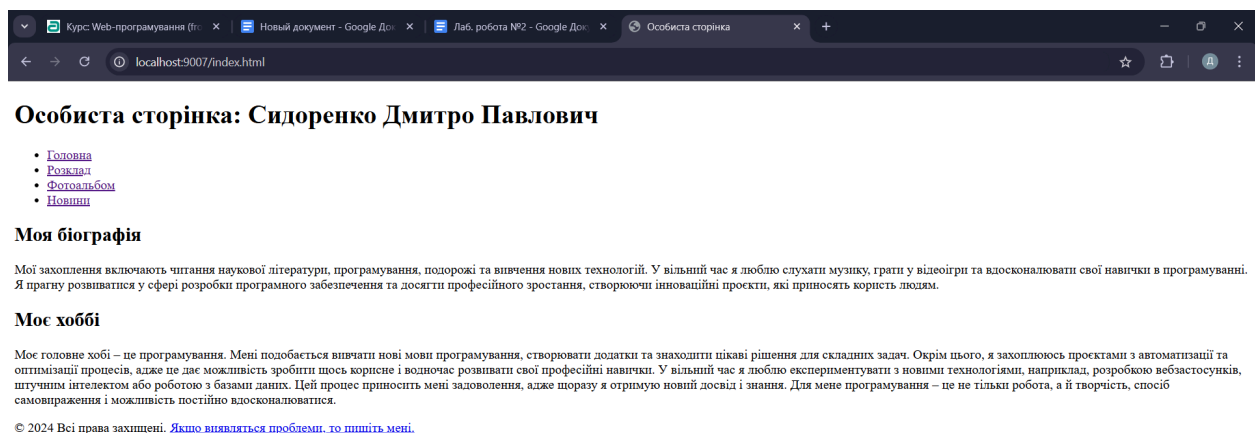 Курс: Web-програмування (fro
Новый документ - Google Док
Лаб. робота №2 - Google Док
Особиста сторінка
localhost:9007/index.html
Д
Особиста сторінка: Сидоренко Дмитро Павлович
Головна
Розклад
Фотоальбом
Новини
Моя біографія
Мої захоплення включають читання наукової літератури, програмування, подорожі та вивчення нових технологій. У вільний час я люблю слухати музику, грати у відеоігри та вдосконалювати свої навички в програмуванні.
Я прагну розвиватися у сфері розробки програмного забезпечення та досягти професійного зростання, створюючи інноваційні проєкти, які приносять користь людям.
Моє хоббі
Моє головне хобі – це програмування. Мені подобається вивчати нові мови програмування, створювати додатки та знаходити цікаві рішення для складних задач. Окрім цього, я захоплююсь проєктами з автоматизації та
оптимізації процесів, адже це дає можливість зробити щось корисне і водночас розвивати свої професійні навички. У вільний час я люблю експериментувати з новими технологіями, наприклад, розробкою вебзастосунків,
штучним інтелектом або роботою з базами даних. Цей процес приносить мені задоволення, адже щоразу я отримую новий досвід і знання. Для мене програмування – це не тільки робота, а й творчість, спосіб
самовираження і можливість постійно вдосконалюватися.
© 2024 Всі права захищені. Якщо виявляться проблеми, то пишіть мені.